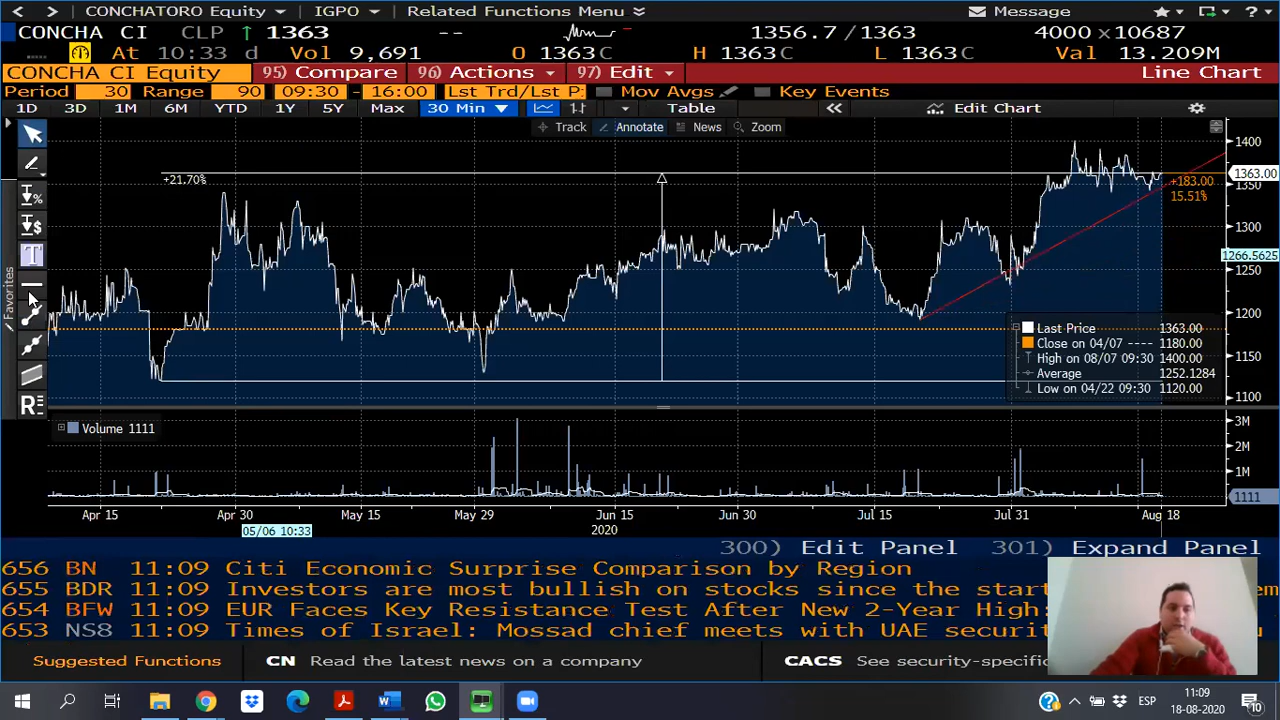 CONCHATORO Equity IGPO Related Functions Menu Message
CONCHA CI CLP ↑ 1363 -- 1356.7/1363 4000×10687
At 10:33 d Vol 9,691 O 1363C H 1363C L 1363C Val 13.209M
CONCHA CI Equity 95) Compare 96) Actions 97) Edit Line Chart
Period 30 Range 90 09:30 - 16:00 Lst Trd/Lst P: Mov Avgs Key Events
1D 3D 1M 6M YTD 1Y 5Y Max 30 Min Table « Edit Chart
Track Annotate News Zoom
1400
+21.70%
1363.00
+183.00
1350
15.51%
1300
1266.5625
1250
1200
1150
1100
Favorites
Last Price 1363.00
Close on 04/07 ---- 1180.00
High on 08/07 09:30 1400.00
Average 1252.1284
Low on 04/22 09:30 1120.00
Volume 1111
3M
2M
1M
1111
Apr 15 Apr 30 May 15 May 29 Jun 15 Jun 30 Jul 15 Jul 31 Aug 18
05/06 10:33 2020
300) Edit Panel 301) Expand Panel
656 BN 11:09 Citi Economic Surprise Comparison by Region
655 BDR 11:09 Investors are most bullish on stocks since the start
654 BFW 11:09 EUR Faces Key Resistance Test After New 2-Year High:
653 NS8 11:09 Times of Israel: Mossad chief meets with UAE securit
Suggested Functions CN Read the latest news on a company CACS See security-specific
ESP 11:09
18-08-2020 10